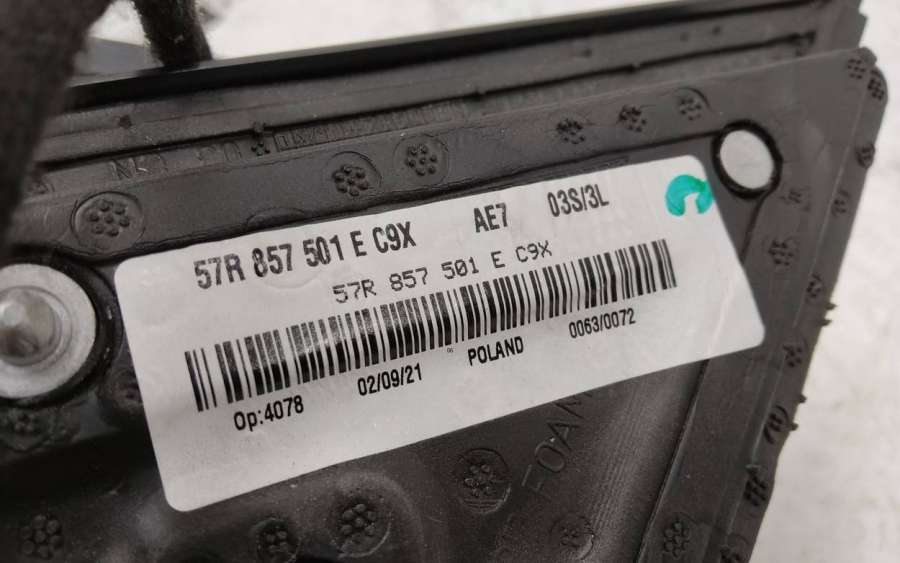 57R 857 501 E C9X AE7 03S/3L
57R 857 501 E C9X
Op:4078 02/09/21 POLAND 0063/0072
FOAM